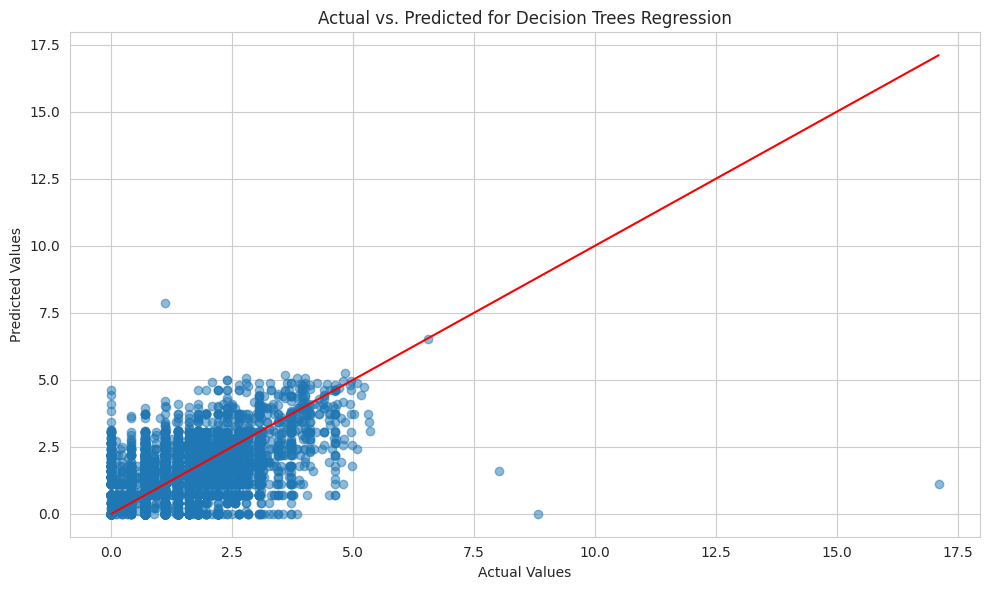 Actual vs. Predicted for Decision Trees Regression
17.5
15.0
12.5
10.0
7.5
5.0
2.5
0.0
Predicted Values
0.0 2.5 5.0 7.5 10.0 12.5 15.0 17.5
Actual Values